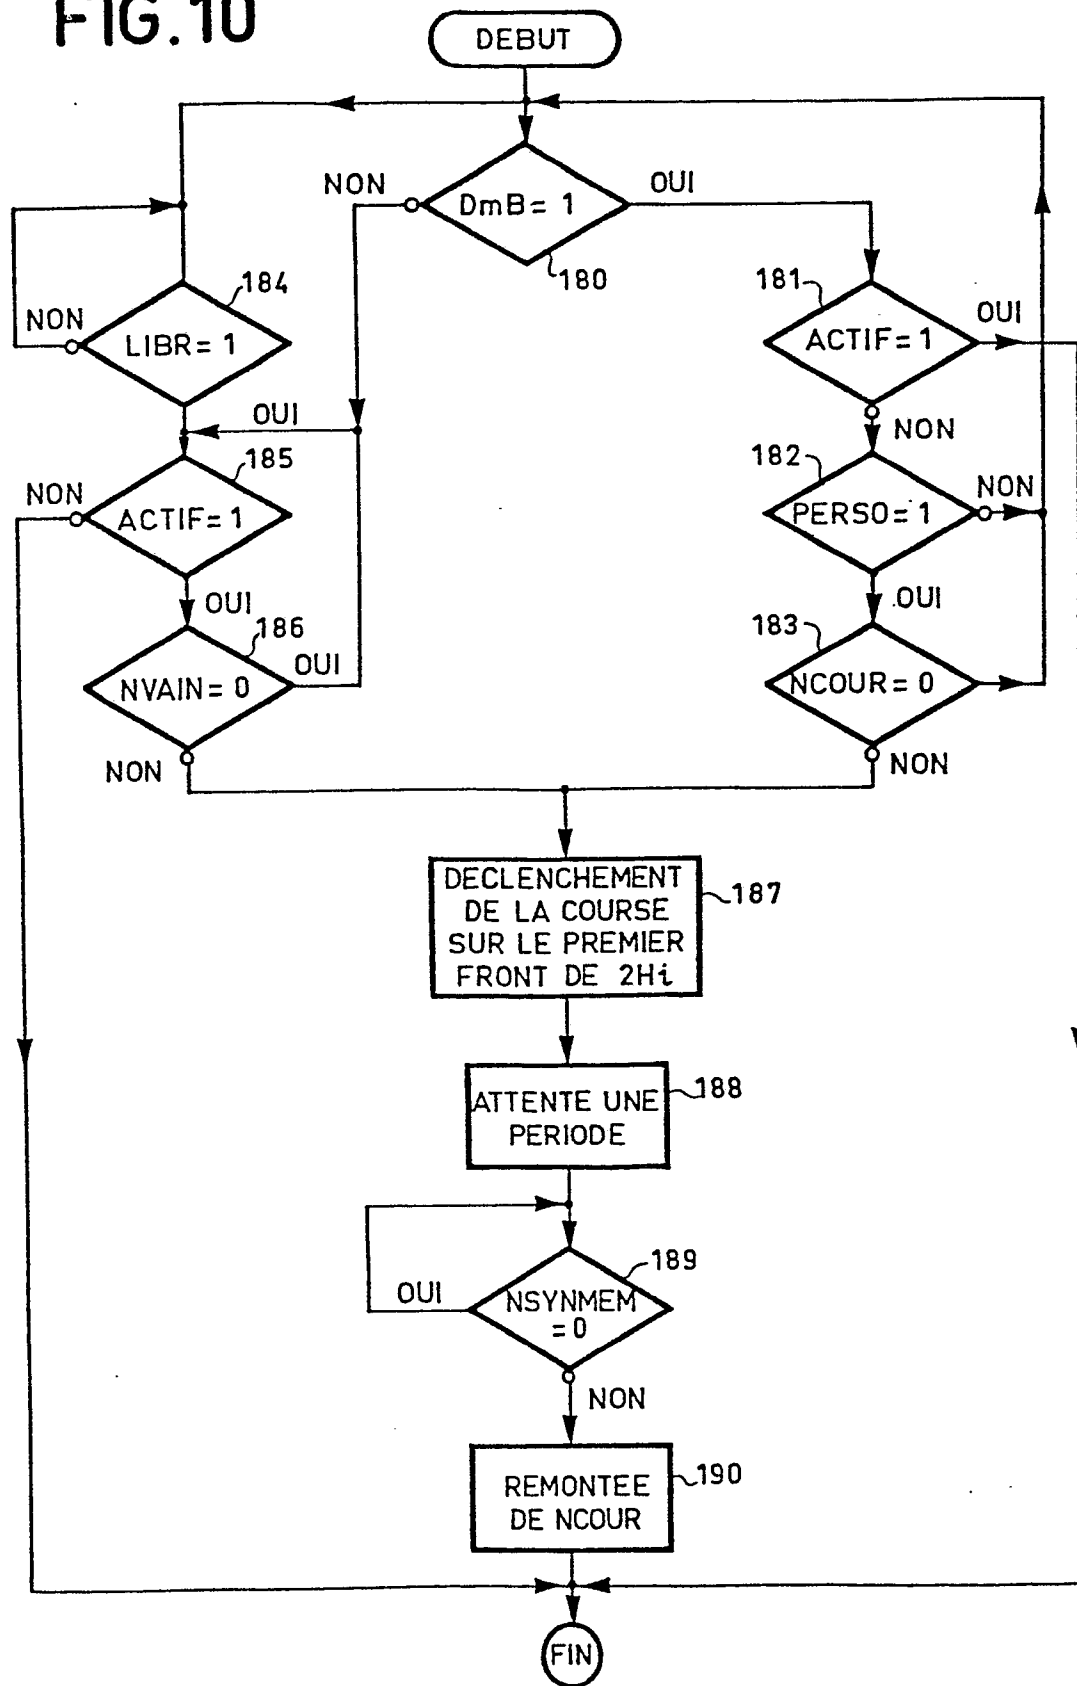 FIG.10
DEBUT
NON
DmB = 1
OUI
180
184
NON
LIBR = 1
181
ACTIF = 1
OUI
OUI
NON
185
NON
ACTIF = 1
182
PERSO = 1
NON
OUI
OUI
186
NVAIN = 0
OUI
183
NCOUR = 0
NON
NON
DECLENCHEMENT
DE LA COURSE
SUR LE PREMIER
FRONT DE 2Hi
187
ATTENTE UNE
PERIODE
188
189
OUI
NSYNMEM
= 0
NON
REMONTEE
DE NCOUR
190
FIN